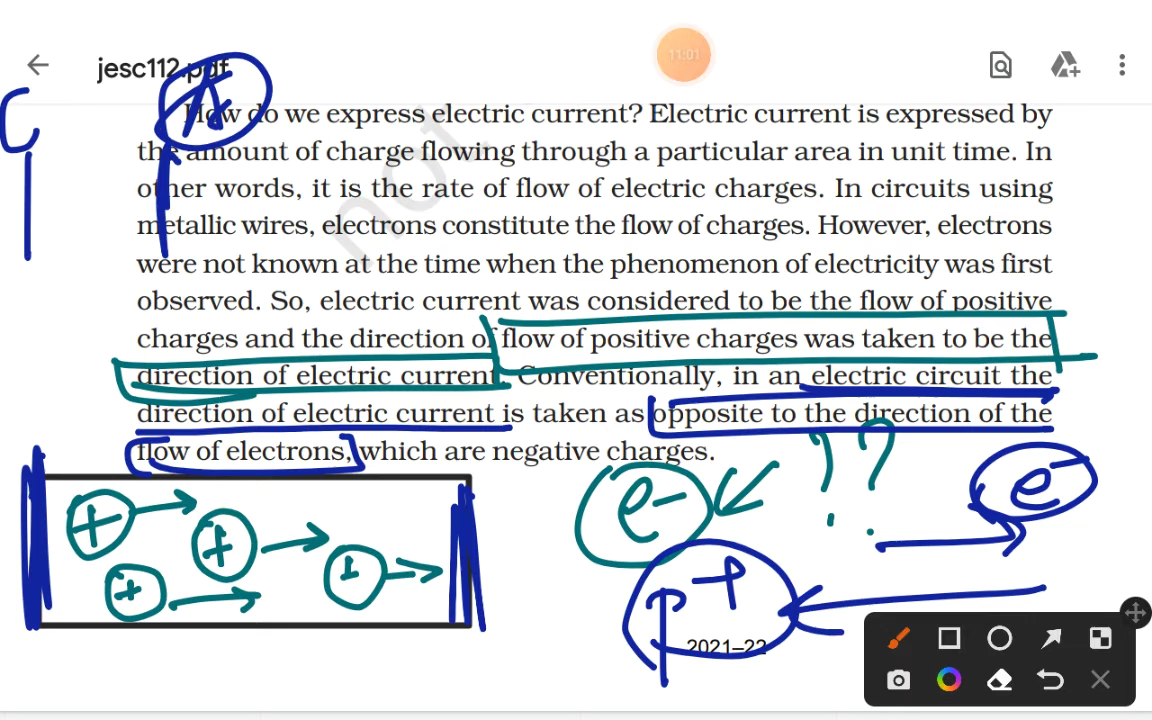 jesc112.pdf
11:01
How do we express electric current? Electric current is expressed by
the amount of charge flowing through a particular area in unit time. In
other words, it is the rate of flow of electric charges. In circuits using
metallic wires, electrons constitute the flow of charges. However, electrons
were not known at the time when the phenomenon of electricity was first
observed. So, electric current was considered to be the flow of positive
charges and the direction of flow of positive charges was taken to be the
direction of electric current. Conventionally, in an electric circuit the
direction of electric current is taken as opposite to the direction of the
flow of electrons, which are negative charges.
not
!?
e-
e-
+ + + +
P+
2021–22